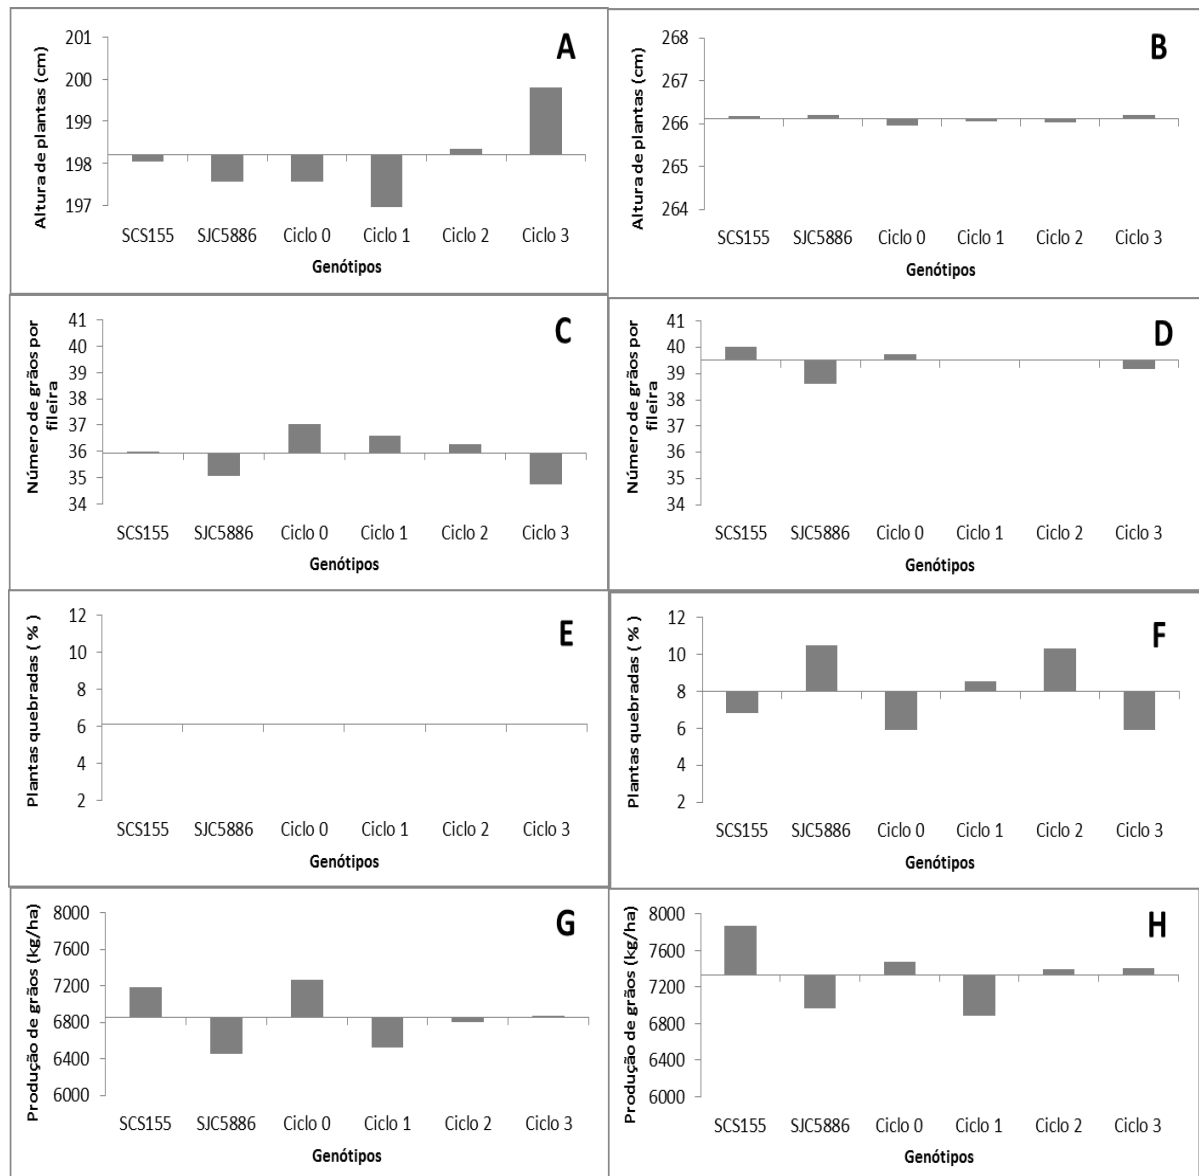 A
Altura de plantas (cm)
201
200
199
198
197
SCS155 SJC5886 Ciclo 0 Ciclo 1 Ciclo 2 Ciclo 3
Genótipos
B
Altura de plantas (cm)
268
267
266
265
264
SCS155 SJC5886 Ciclo 0 Ciclo 1 Ciclo 2 Ciclo 3
Genótipos
C
Número de grãos por
fileira
41
40
39
38
37
36
35
34
SCS155 SJC5886 Ciclo 0 Ciclo 1 Ciclo 2 Ciclo 3
Genótipos
D
Número de grãos por
fileira
41
40
39
38
37
36
35
34
SCS155 SJC5886 Ciclo 0 Ciclo 1 Ciclo 2 Ciclo 3
Genótipos
E
Plantas quebradas ( % )
12
10
8
6
4
2
SCS155 SJC5886 Ciclo 0 Ciclo 1 Ciclo 2 Ciclo 3
Genótipos
F
Plantas quebradas ( % )
12
10
8
6
4
2
SCS155 SJC5886 Ciclo 0 Ciclo 1 Ciclo 2 Ciclo 3
Genótipos
G
Produção de grãos (kg/ha)
8000
7600
7200
6800
6400
6000
SCS155 SJC5886 Ciclo 0 Ciclo 1 Ciclo 2 Ciclo 3
Genótipos
H
Produção de grãos (kg/ha)
8000
7600
7200
6800
6400
6000
SCS155 SJC5886 Ciclo 0 Ciclo 1 Ciclo 2 Ciclo 3
Genótipos